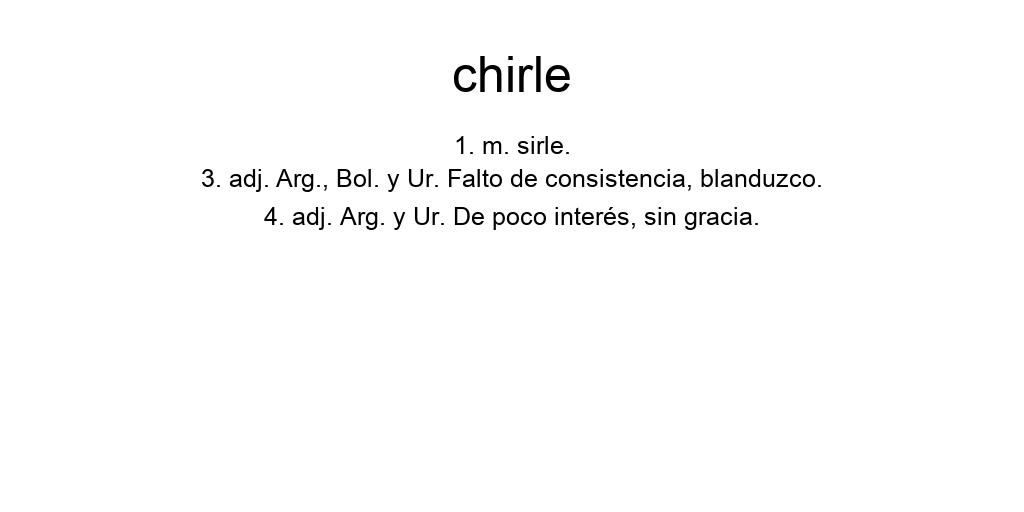 chirle
1. m. sirle.
3. adj. Arg., Bol. y Ur. Falto de consistencia, blanduzco.
4. adj. Arg. y Ur. De poco interés, sin gracia.